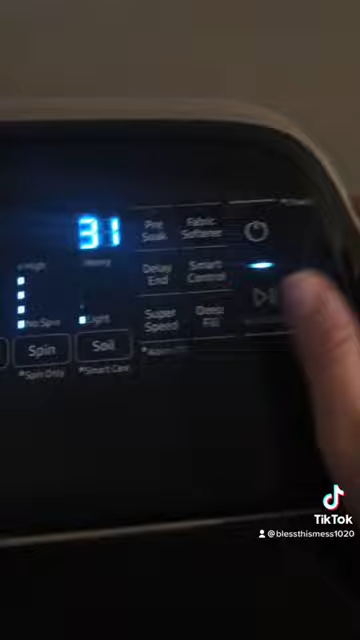 31
Pre
Soak
Fabric
Softener
High
Heavy
Delay
End
Smart
Control
No Spin
Light
Super
Speed
Deep
Fill
Spin
Soil
*Spin Only
*Smart Care
TikTok
@blessthismess1020